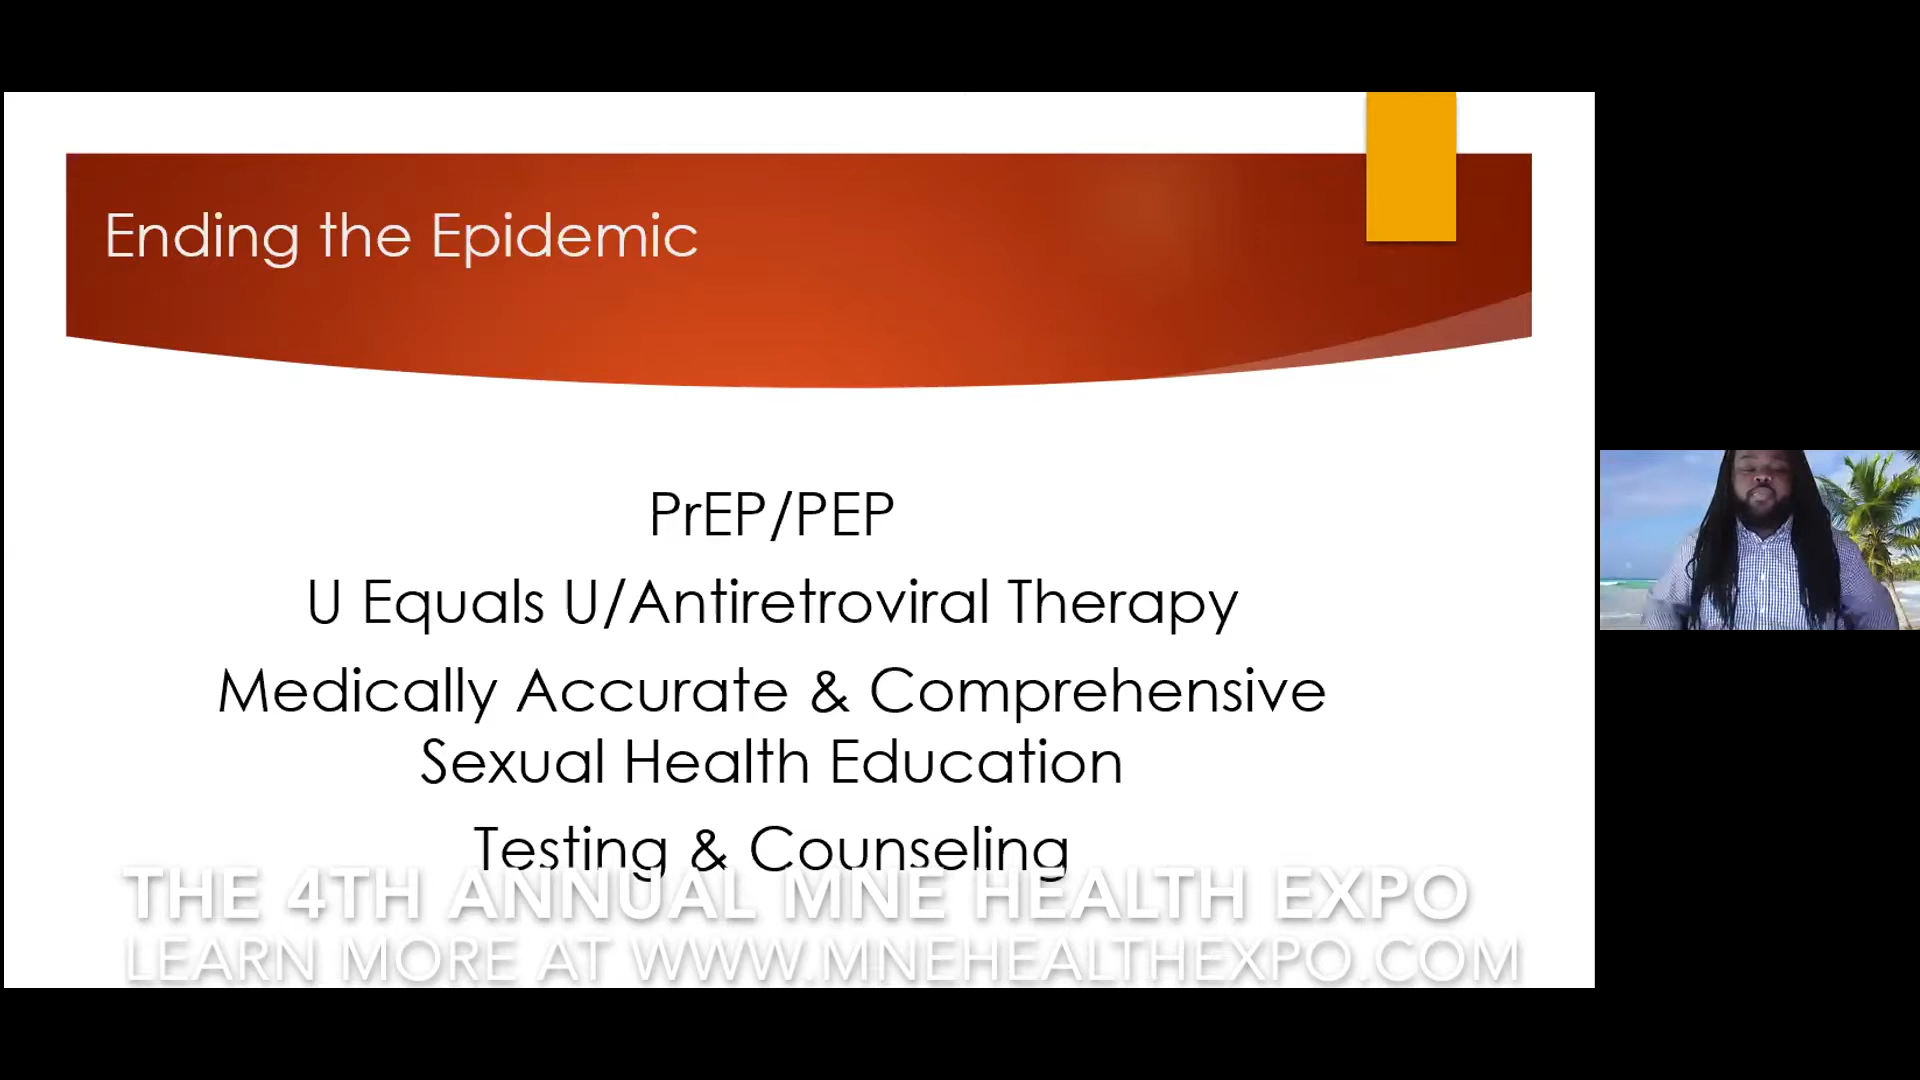 Ending the Epidemic
PrEP/PEP
U Equals U/Antiretroviral Therapy
Medically Accurate & Comprehensive
Sexual Health Education
Testing & Counseling
THE 4TH ANNUAL MNE HEALTH EXPO
LEARN MORE AT WWW.MNEHEALTHEXPO.COM